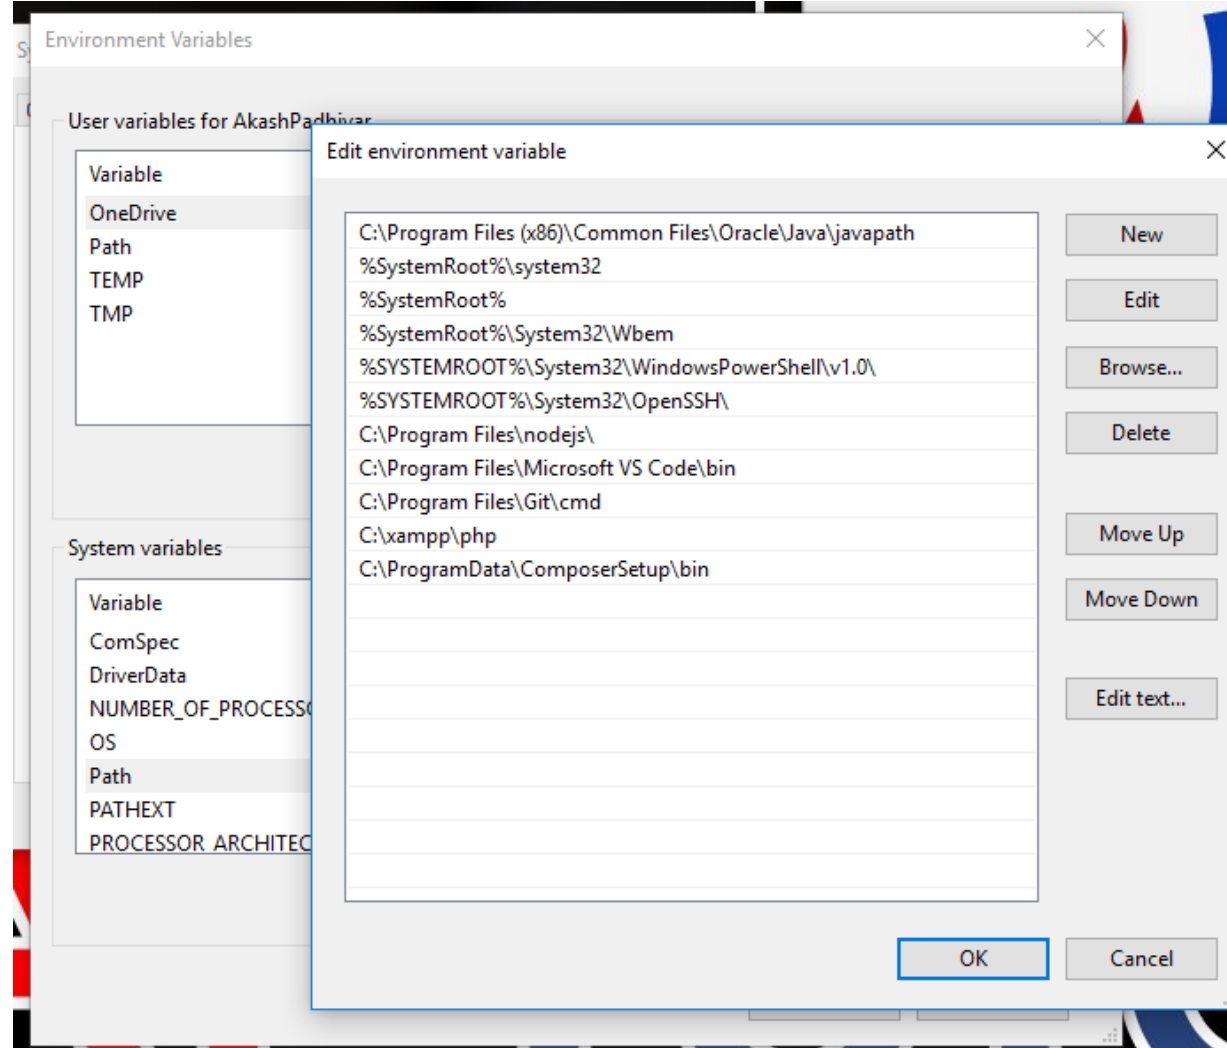 Environment Variables
User variables for AkashPadhiyar
Variable
OneDrive
Path
TEMP
TMP
System variables
Variable
ComSpec
DriverData
NUMBER_OF_PROCESSO
OS
Path
PATHEXT
PROCESSOR_ARCHITEC
Edit environment variable
C:\Program Files (x86)\Common Files\Oracle\Java\javapath
%SystemRoot%\system32
%SystemRoot%
%SystemRoot%\System32\Wbem
%SYSTEMROOT%\System32\WindowsPowerShell\v1.0\
%SYSTEMROOT%\System32\OpenSSH\
C:\Program Files\nodejs\
C:\Program Files\Microsoft VS Code\bin
C:\Program Files\Git\cmd
C:\xampp\php
C:\ProgramData\ComposerSetup\bin
New
Edit
Browse...
Delete
Move Up
Move Down
Edit text...
OK
Cancel